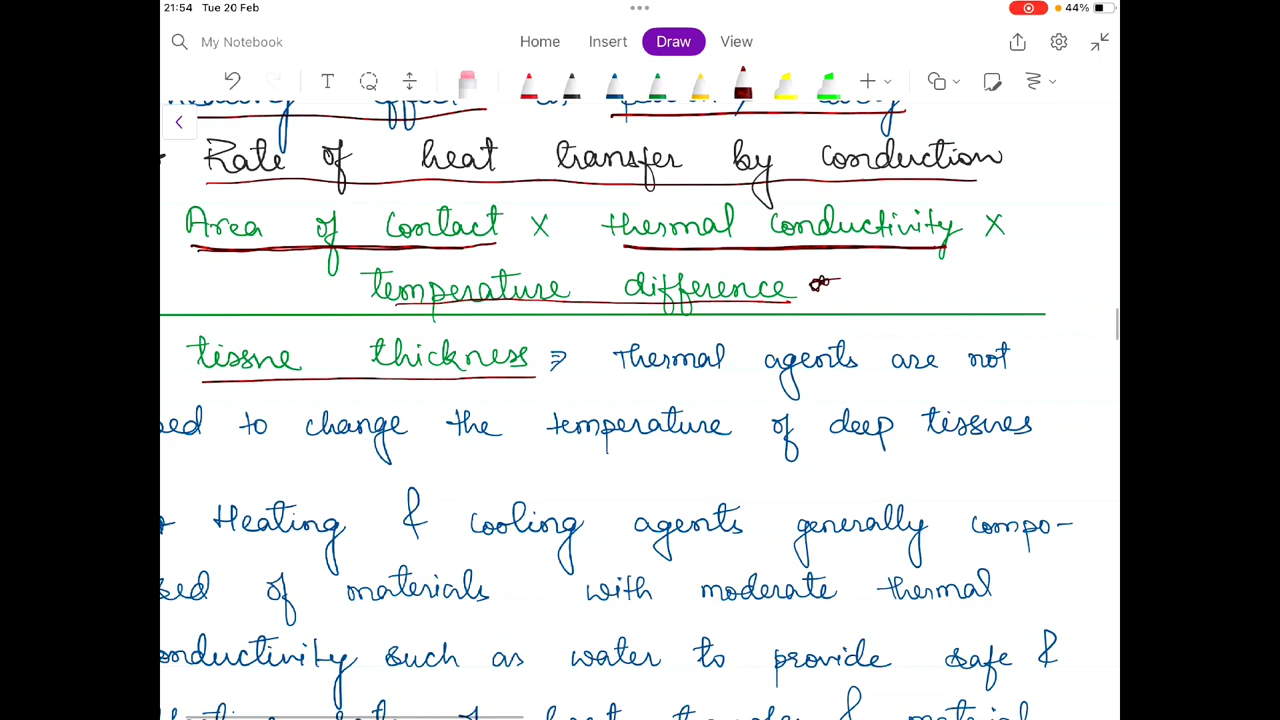 21:54 Tue 20 Feb
44%
My Notebook
Home Insert Draw View
T
Rate of heat transfer by conduction
Area of contact x thermal conductivity x
temperature difference
tissue thickness ⇒ Thermal agents are not
sed to change the temperature of deep tissues
Heating & cooling agents generally compo-
sed of materials with moderate thermal
onductivity such as water to provide safe &
heat transfer & material